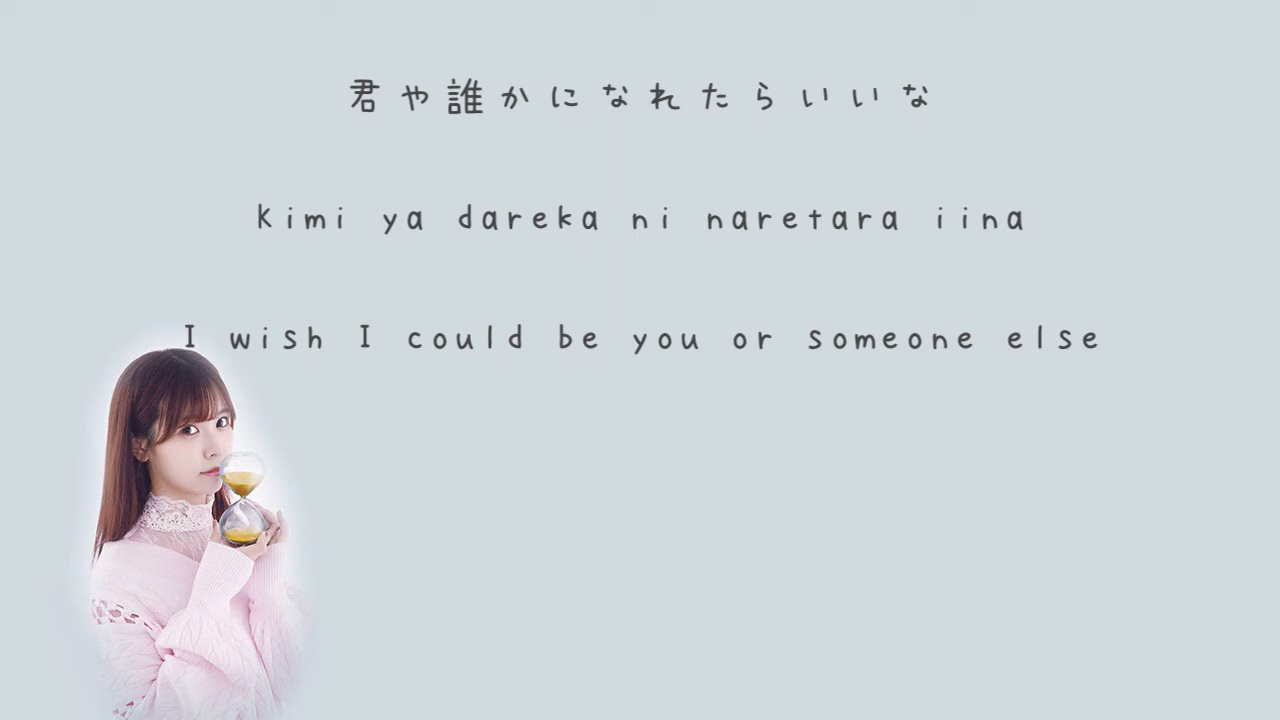 君や誰かになれたらいいな
kimi ya dareka ni naretara iina
I wish I could be you or someone else